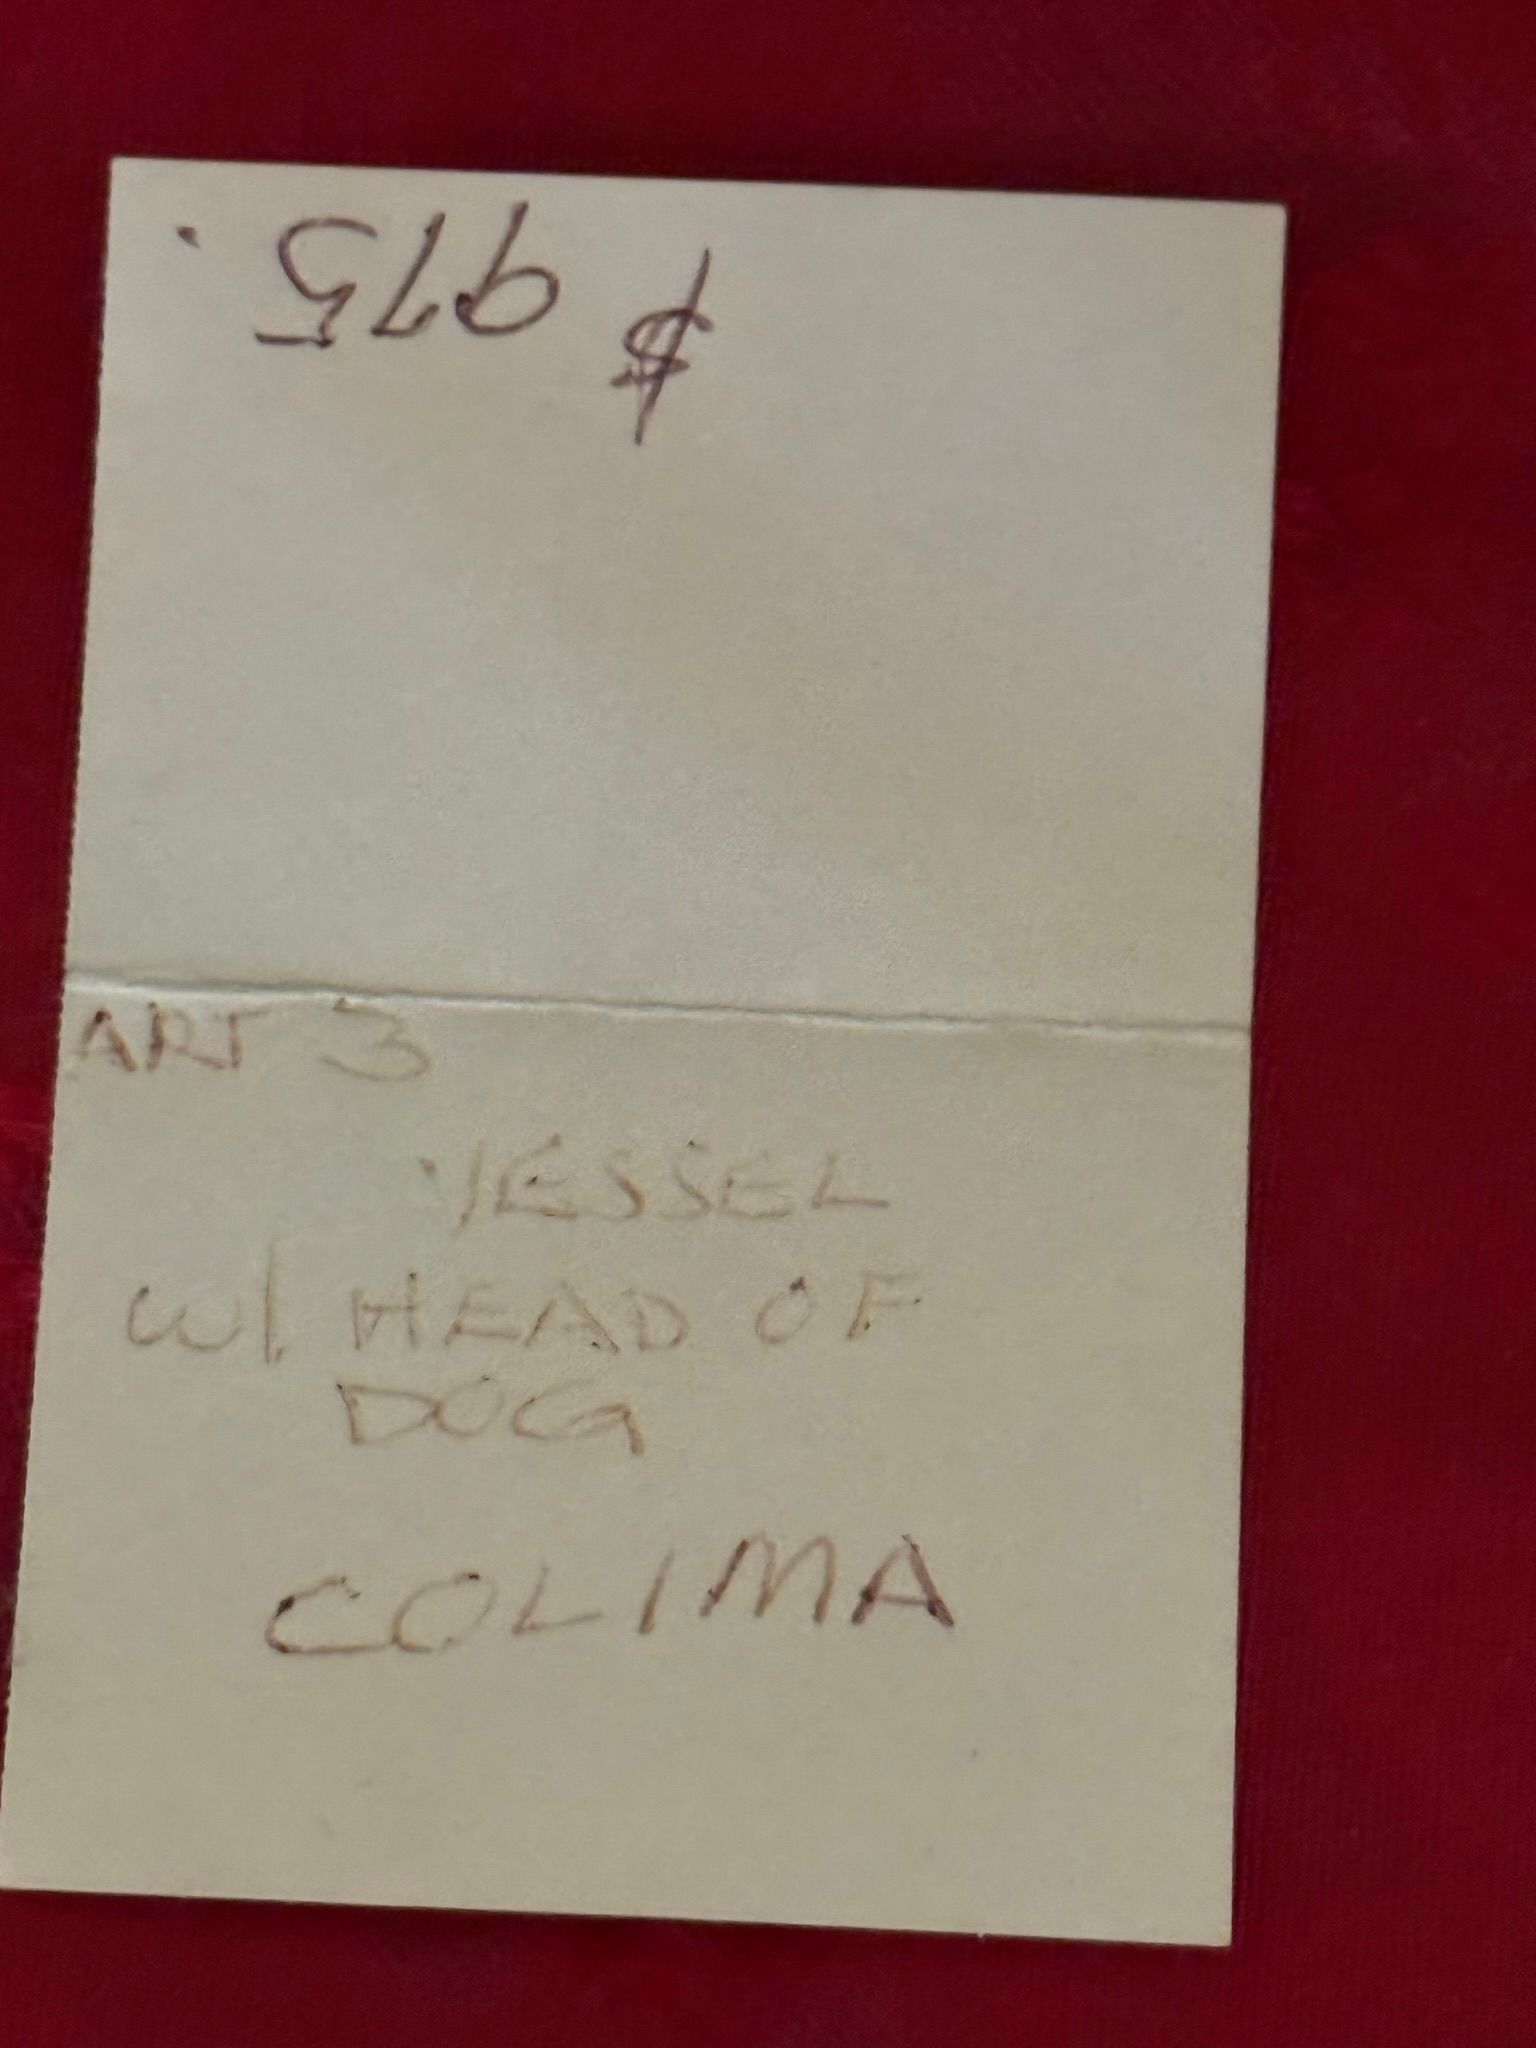 $ 975.
ART 3
VESSEL
W/ HEAD OF
DOG
COLIMA